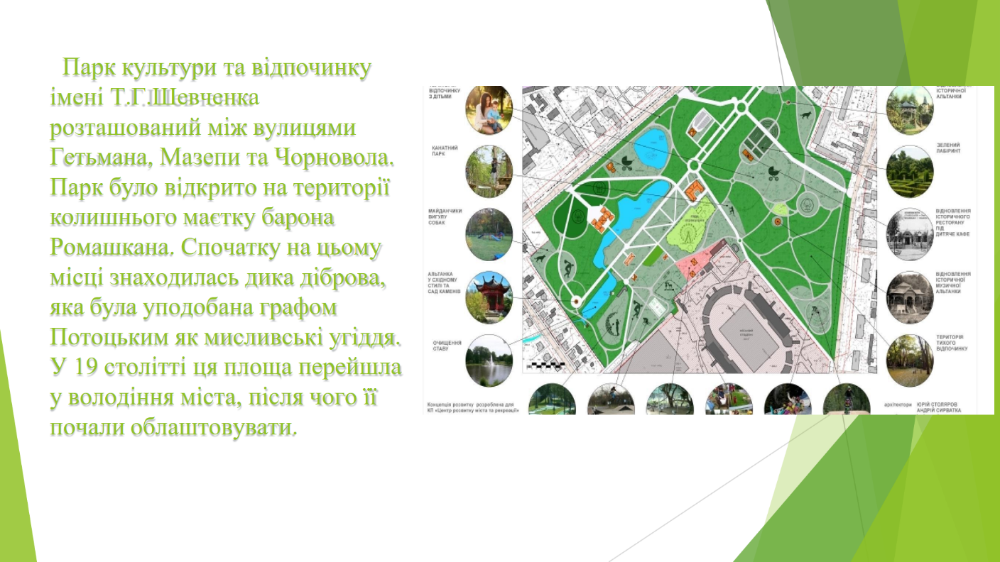 Парк культури та відпочинку
імені Т.Г.Шевченка
розташований між вулицями
Гетьмана, Мазепи та Чорновола.
Парк було відкрито на території
колишнього маєтку барона
Ромашкана. Спочатку на цьому
місці знаходилась дика діброва,
яка була уподобана графом
Потоцьким як мисливські угіддя.
У 19 столітті ця площа перейшла
у володіння міста, після чого її
почали облаштовувати.
ВІДПОЧИНКУ
З ДІТЬМИ
КАНАТНИЙ
ПАРК
МАЙДАНЧИКИ
ВИГУЛУ
СОБАК
АЛЬТАНКА
У СХІДНОМУ
СТИЛІ ТА
САД КАМЕНІВ
ОЧИЩЕННЯ
СТАВУ
Концепція розвитку розроблена для
КП «Центр розвитку міста та рекреації»
ІСТОРИЧНОЇ
АЛЬТАНКИ
ЗЕЛЕНИЙ
ЛАБІРИНТ
ВІДНОВЛЕННЯ
ІСТОРИЧНОГО
РЕСТОРАНУ
ПІД
ДИТЯЧЕ КАФЕ
ВІДНОВЛЕННЯ
ІСТОРИЧНОЇ
МУЗИЧНОЇ
АЛЬТАНКИ
ТЕРИТОРІЯ
ТИХОГО
ВІДПОЧИНКУ
архітектори ЮРІЙ СТОЛЯРОВ
АНДРІЙ СИРВАТКА